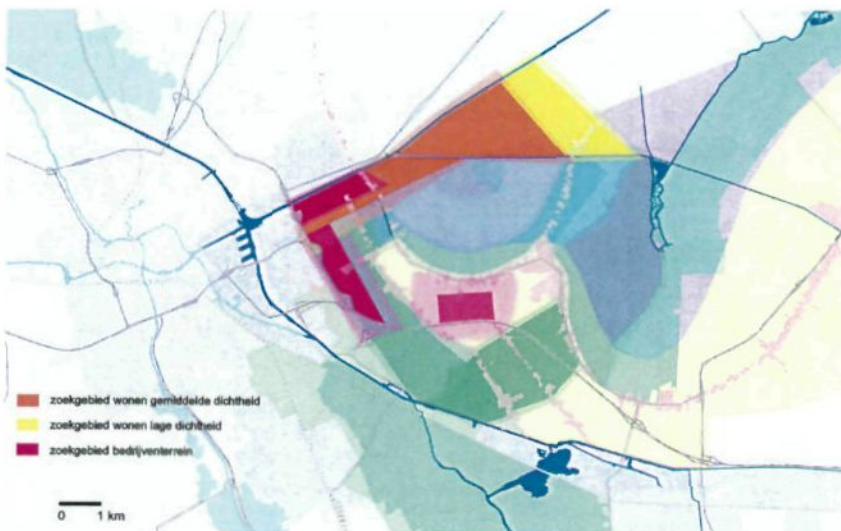 zoekgebied wonen gemiddelde dichtheid
zoekgebied wonen lage dichtheid
zoekgebied bedrijventerrein
0 1 km